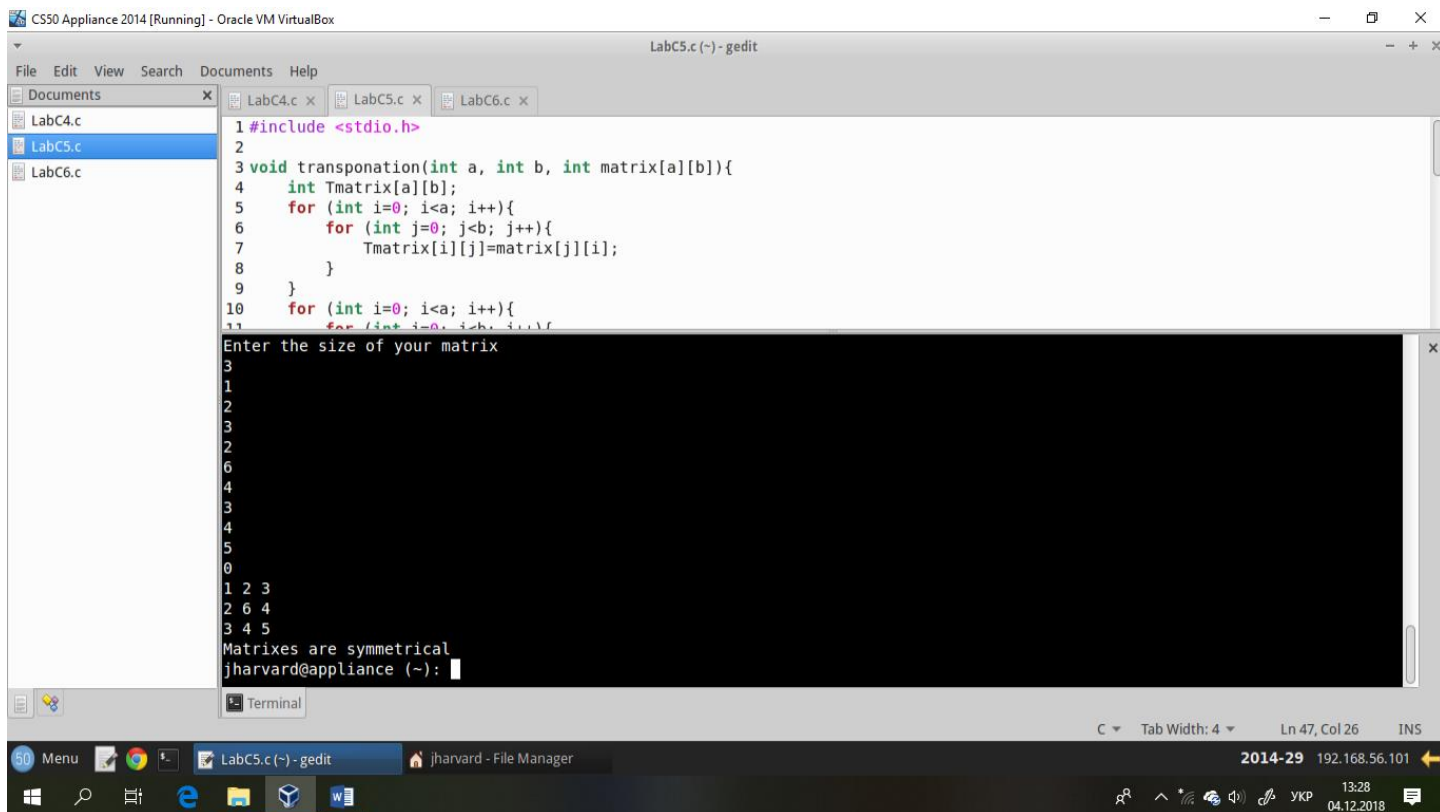 CS50 Appliance 2014 [Running] - Oracle VM VirtualBox
LabC5.c (~) - gedit
File Edit View Search Documents Help
Documents
LabC4.c
LabC5.c
LabC6.c
LabC4.c
LabC5.c
LabC6.c
1 #include <stdio.h>
2
3 void transponation(int a, int b, int matrix[a][b]){
4     int Tmatrix[a][b];
5     for (int i=0; i<a; i++){
6         for (int j=0; j<b; j++){
7             Tmatrix[i][j]=matrix[j][i];
8         }
9     }
10     for (int i=0; i<a; i++){
11         for (int j=0; j<b; j++){
Enter the size of your matrix
3
1
2
3
2
6
4
3
4
5
0
1 2 3
2 6 4
3 4 5
Matrixes are symmetrical
jharvard@appliance (~):
Terminal
C Tab Width: 4 Ln 47, Col 26 INS
50 Menu LabC5.c (~) - gedit jharvard - File Manager 2014-29 192.168.56.101
УКР 13:28
04.12.2018